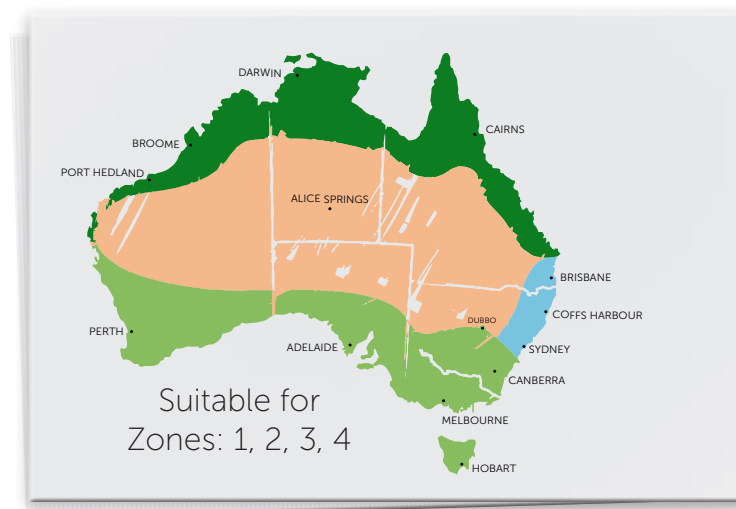 DARWIN
CAIRNS
BROOME
PORT HEDLAND
ALICE SPRINGS
BRISBANE
COFFS HARBOUR
DUBBO
PERTH
ADELAIDE
SYDNEY
CANBERRA
Suitable for
Zones: 1, 2, 3, 4
MELBOURNE
HOBART